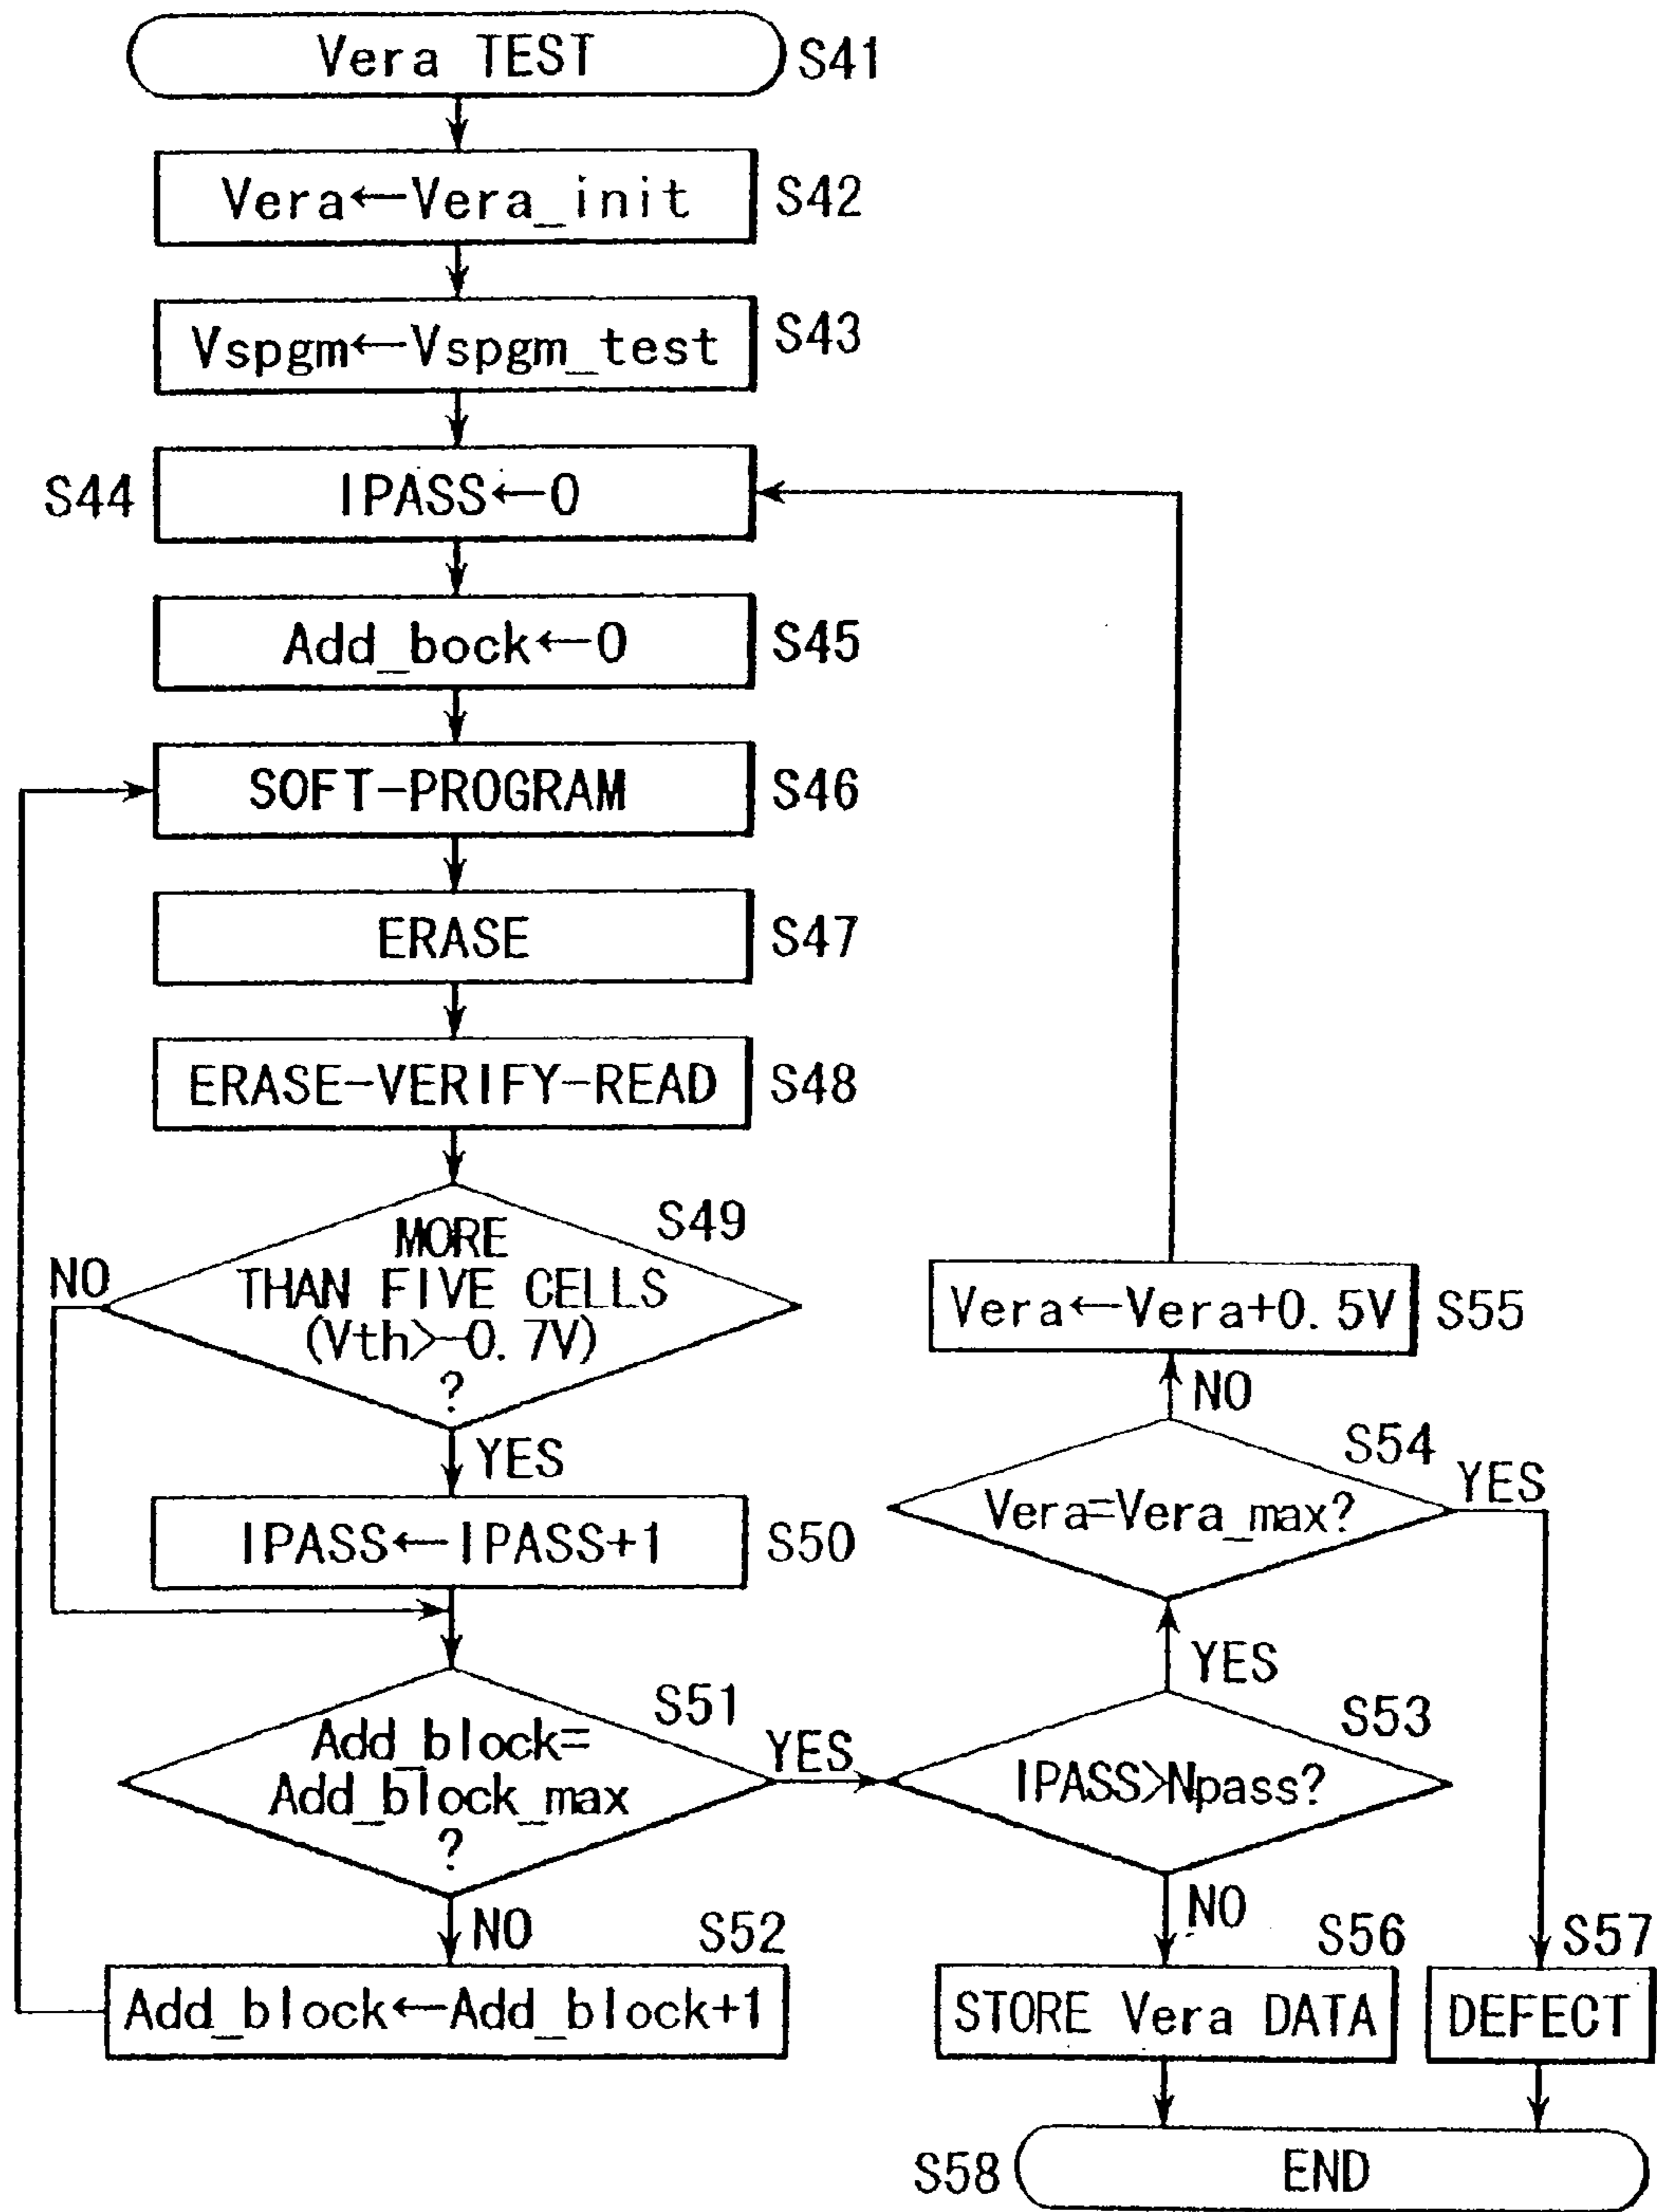 Vera TEST S41
Vera←Vera_init S42
Vspgm←Vspgm_test S43
S44 IPASS←0
Add_bock←0 S45
SOFT-PROGRAM S46
ERASE S47
ERASE-VERIFY-READ S48
S49
MORE
THAN FIVE CELLS
(Vth>-0.7V)
?
NO
YES
IPASS←IPASS+1 S50
S51
Add_block=
Add_block_max
?
YES
NO
S52
Add_block←Add_block+1
S53
IPASS>Npass?
YES
NO
S54
Vera=Vera_max?
YES
NO
Vera←Vera+0.5V S55
S56
STORE Vera DATA
S57
DEFECT
S58 END